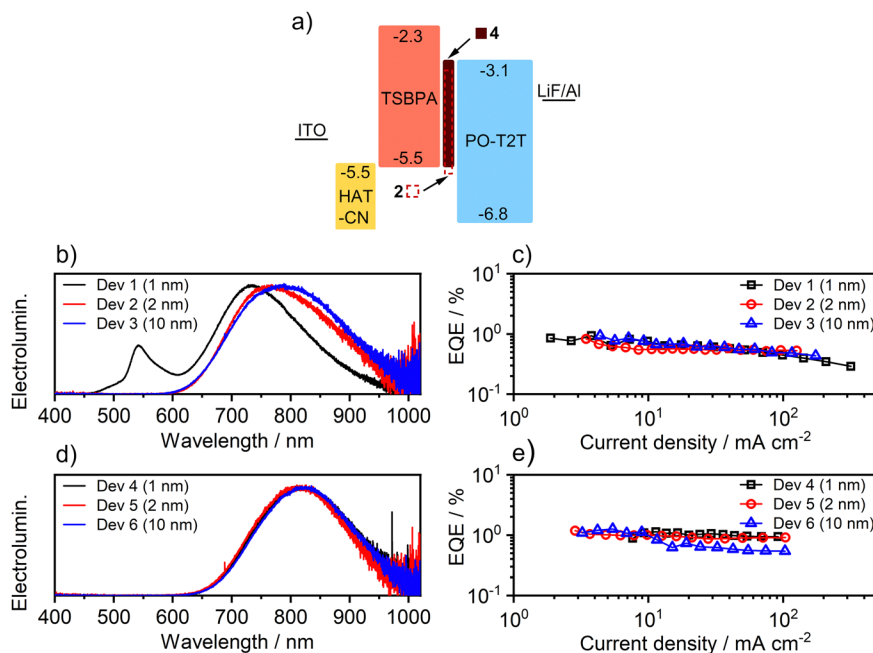 a)
-2.3
4
-3.1
LiF/Al
TSBPA
ITO
PO-T2T
-5.5
-5.5
HAT
-CN
2
-6.8
b)
Dev 1 (1 nm)
Dev 2 (2 nm)
Dev 3 (10 nm)
Electrolumin.
400 500 600 700 800 900 1000
Wavelength / nm
c)
Dev 1 (1 nm)
Dev 2 (2 nm)
Dev 3 (10 nm)
EQE / %
10¹
10⁰
10⁻¹
10⁰ 10¹ 10²
Current density / mA cm⁻²
d)
Dev 4 (1 nm)
Dev 5 (2 nm)
Dev 6 (10 nm)
Electrolumin.
400 500 600 700 800 900 1000
Wavelength / nm
e)
Dev 4 (1 nm)
Dev 5 (2 nm)
Dev 6 (10 nm)
EQE / %
10¹
10⁰
10⁻¹
10⁰ 10¹ 10²
Current density / mA cm⁻²